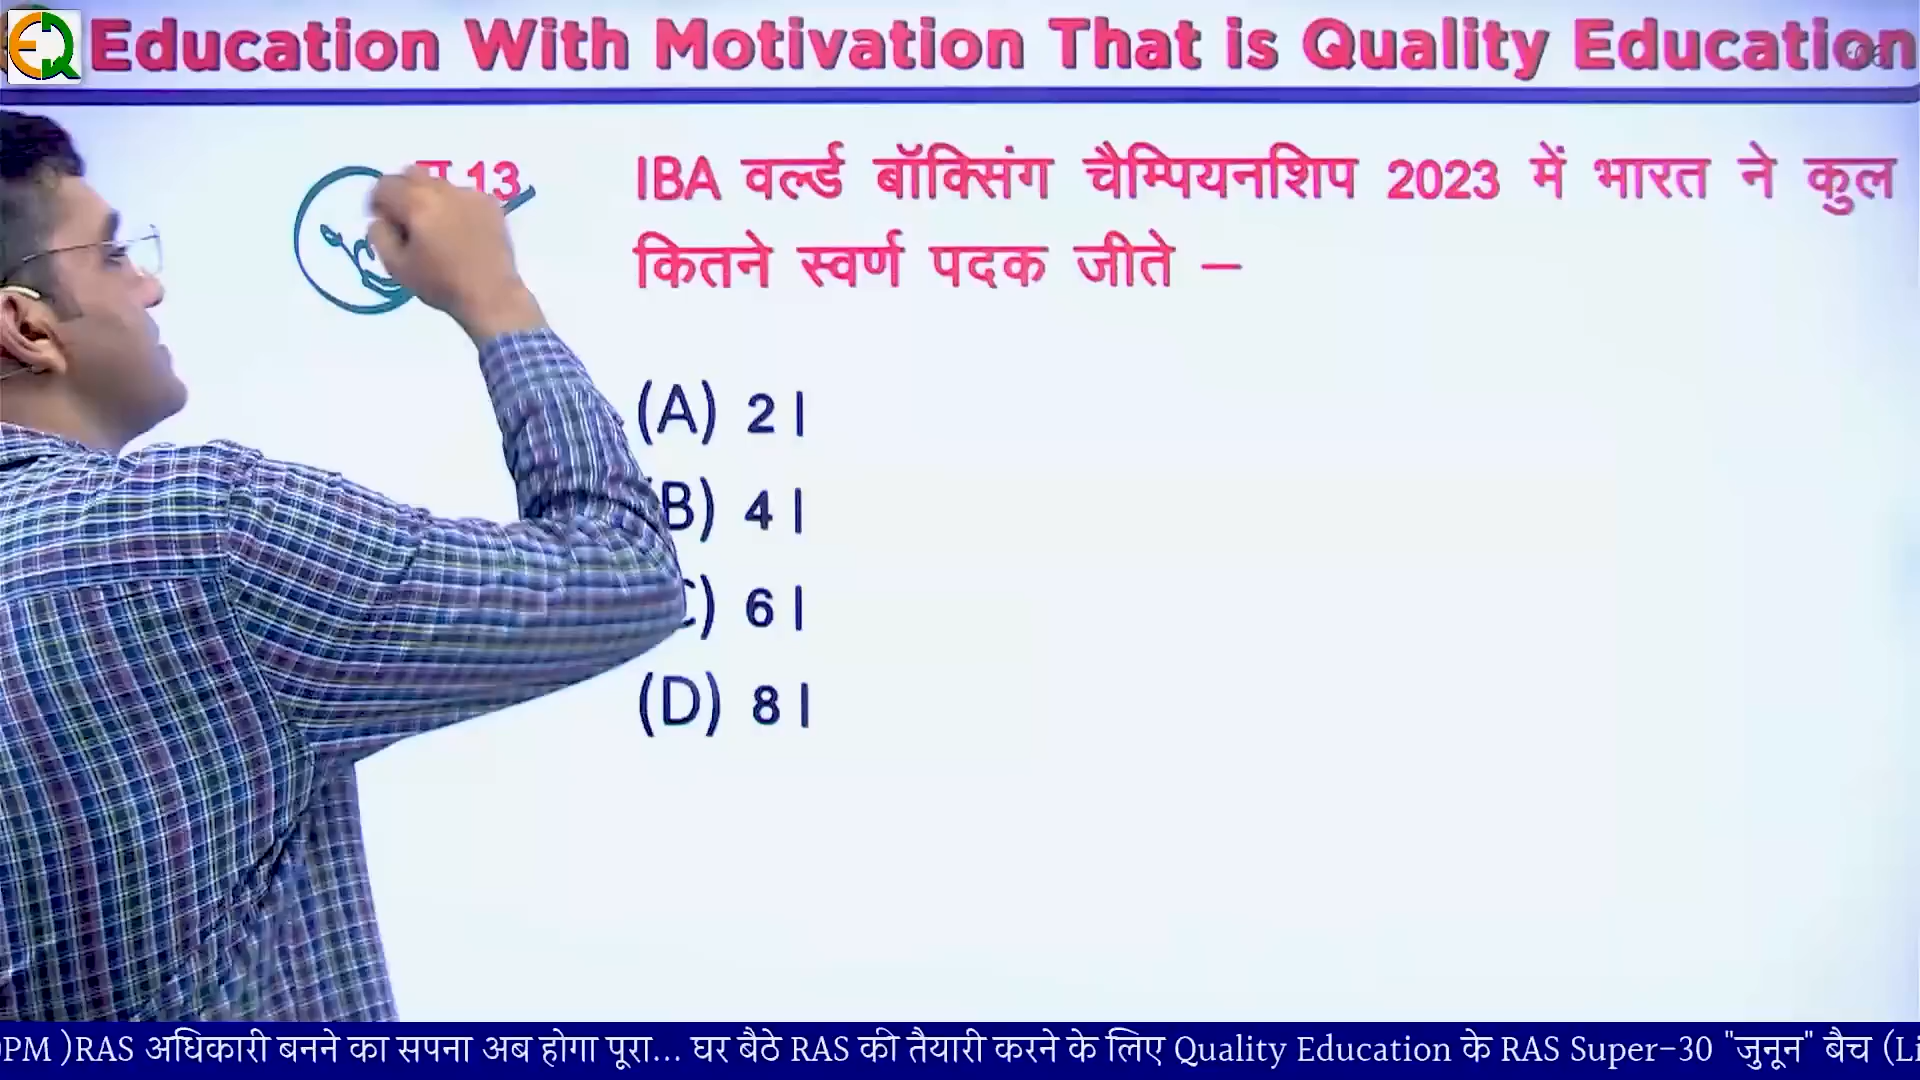 EQ
Education With Motivation That is Quality Education
13
IBA वर्ल्ड बॉक्सिंग चैम्पियनशिप 2023 में भारत ने कुल
कितने स्वर्ण पदक जीते –
(A) 2।
B) 4।
C) 6।
(D) 8।
PM )RAS अधिकारी बनने का सपना अब होगा पूरा... घर बैठे RAS की तैयारी करने के लिए Quality Education के RAS Super-30 "जुनून" बैच (Li